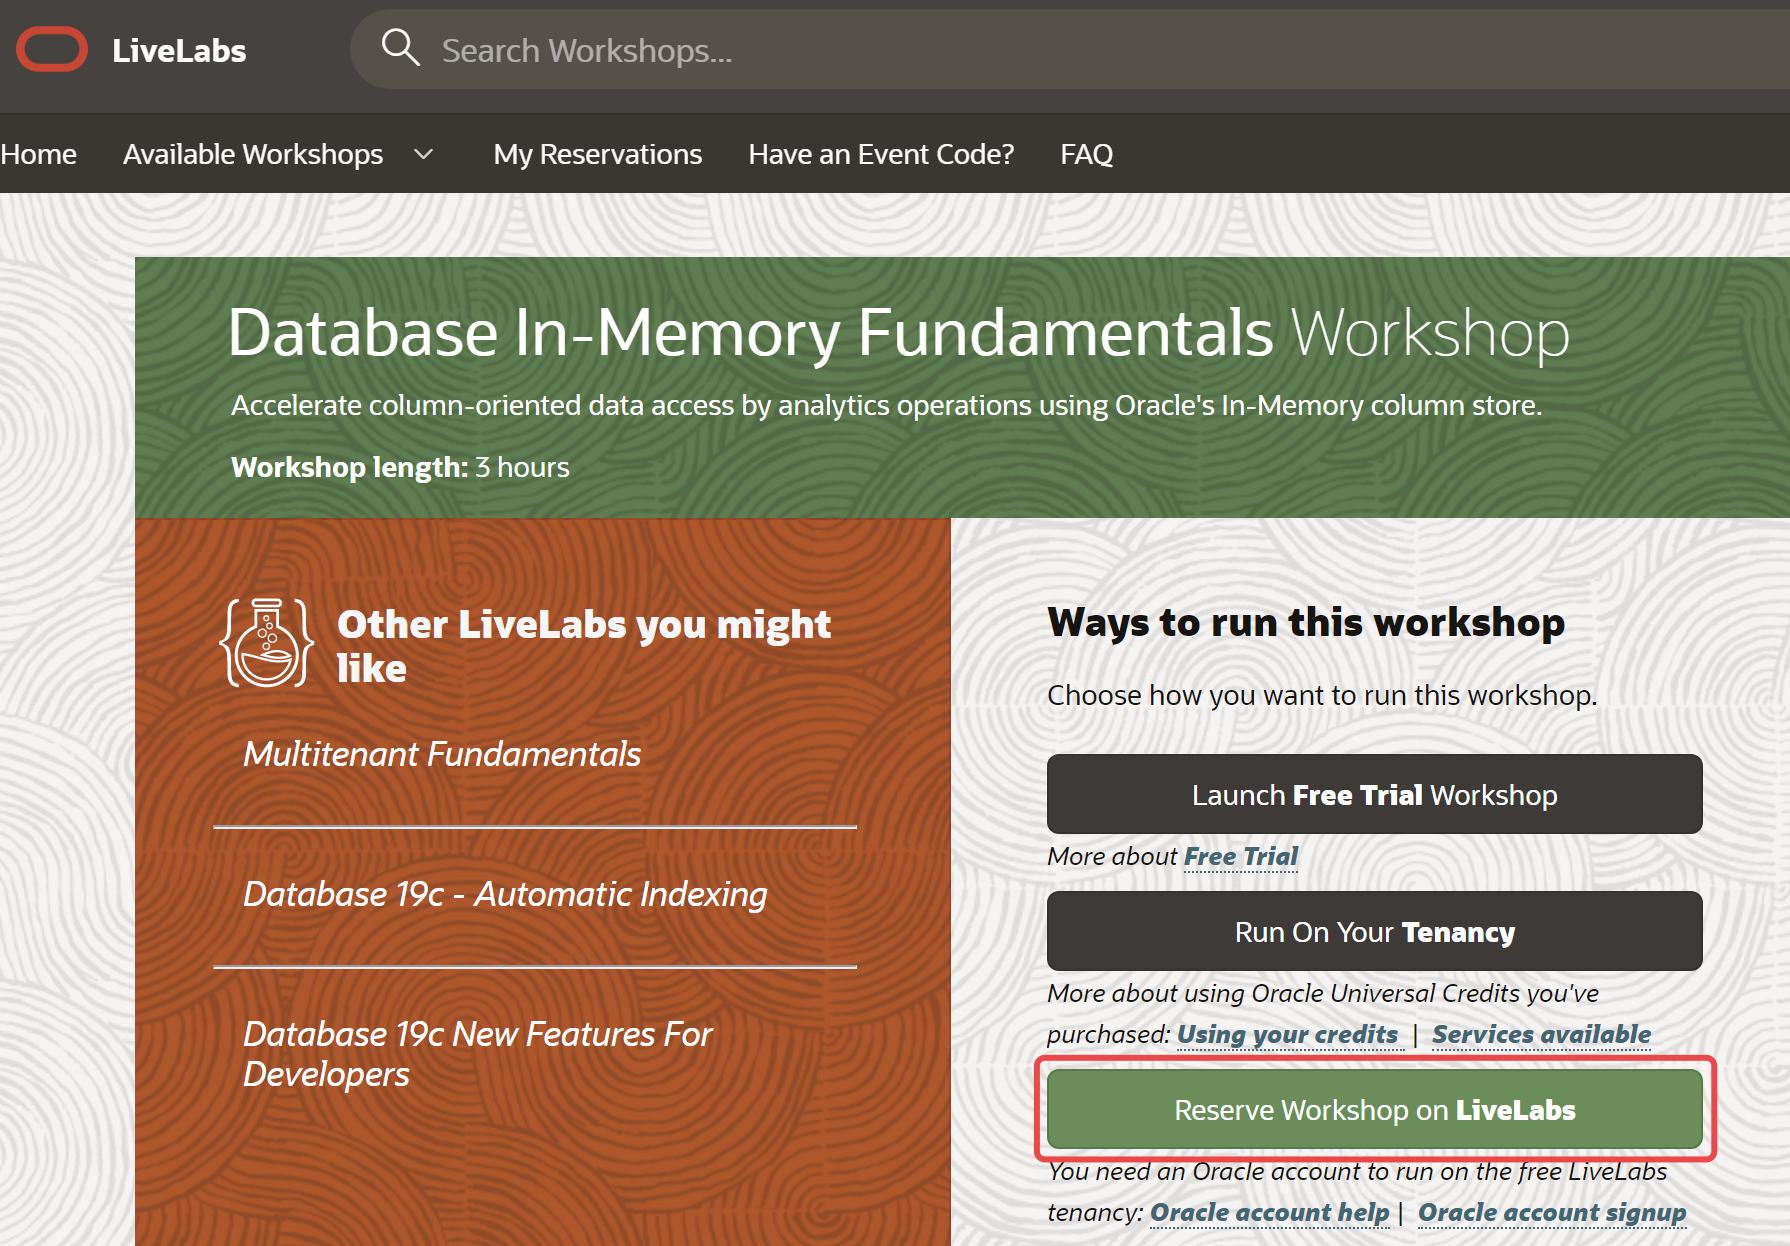 LiveLabs
Search Workshops...
Home Available Workshops My Reservations Have an Event Code? FAQ
Database In-Memory Fundamentals Workshop
Accelerate column-oriented data access by analytics operations using Oracle's In-Memory column store.
Workshop length: 3 hours
Other LiveLabs you might
like
Multitenant Fundamentals
Database 19c - Automatic Indexing
Database 19c New Features For
Developers
Ways to run this workshop
Choose how you want to run this workshop.
Launch Free Trial Workshop
More about Free Trial
Run On Your Tenancy
More about using Oracle Universal Credits you've
purchased: Using your credits | Services available
Reserve Workshop on LiveLabs
You need an Oracle account to run on the free LiveLabs
tenancy: Oracle account help | Oracle account signup